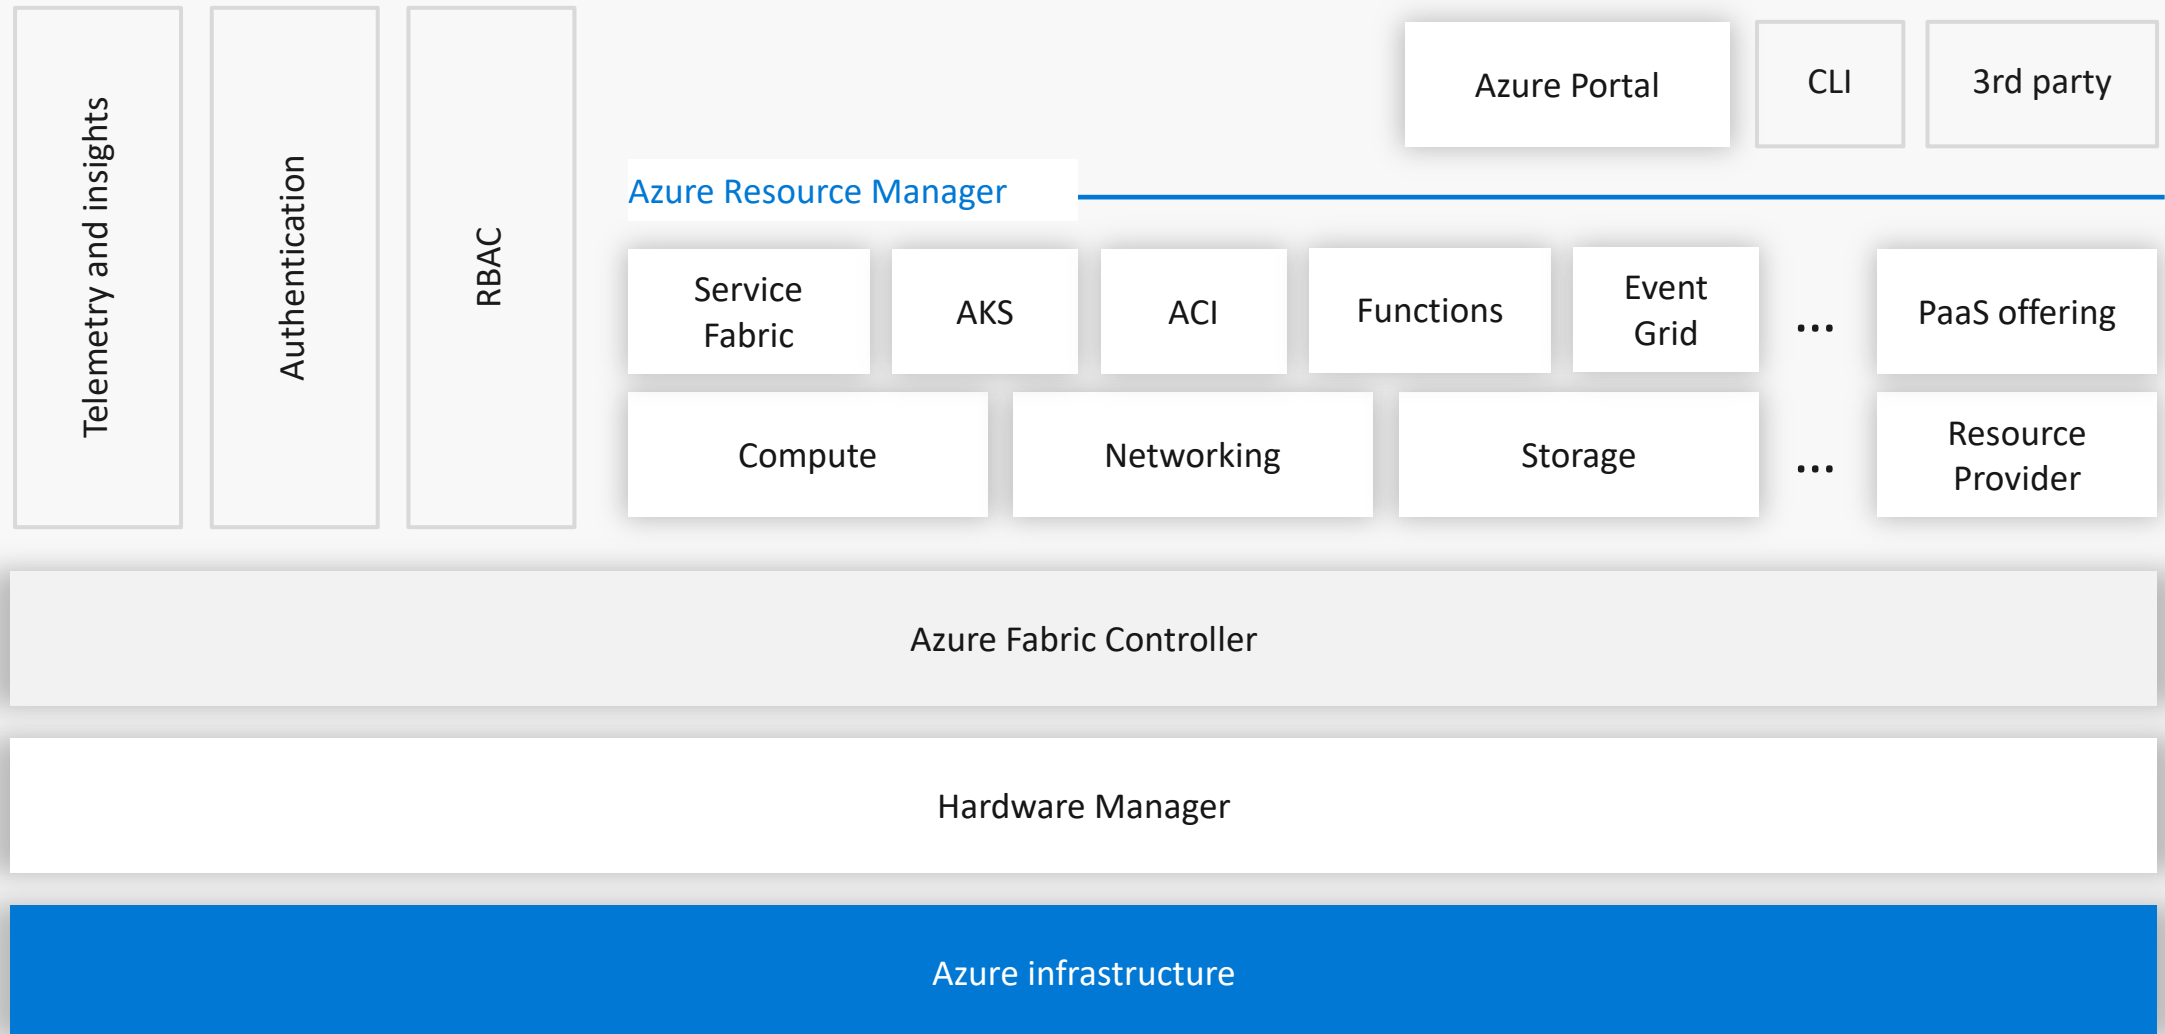 Telemetry and insights
Authentication
RBAC
Azure Portal
CLI
3rd party
Azure Resource Manager
Service
Fabric
AKS
ACI
Functions
Event
Grid
...
PaaS offering
Compute
Networking
Storage
...
Resource
Provider
Azure Fabric Controller
Hardware Manager
Azure infrastructure